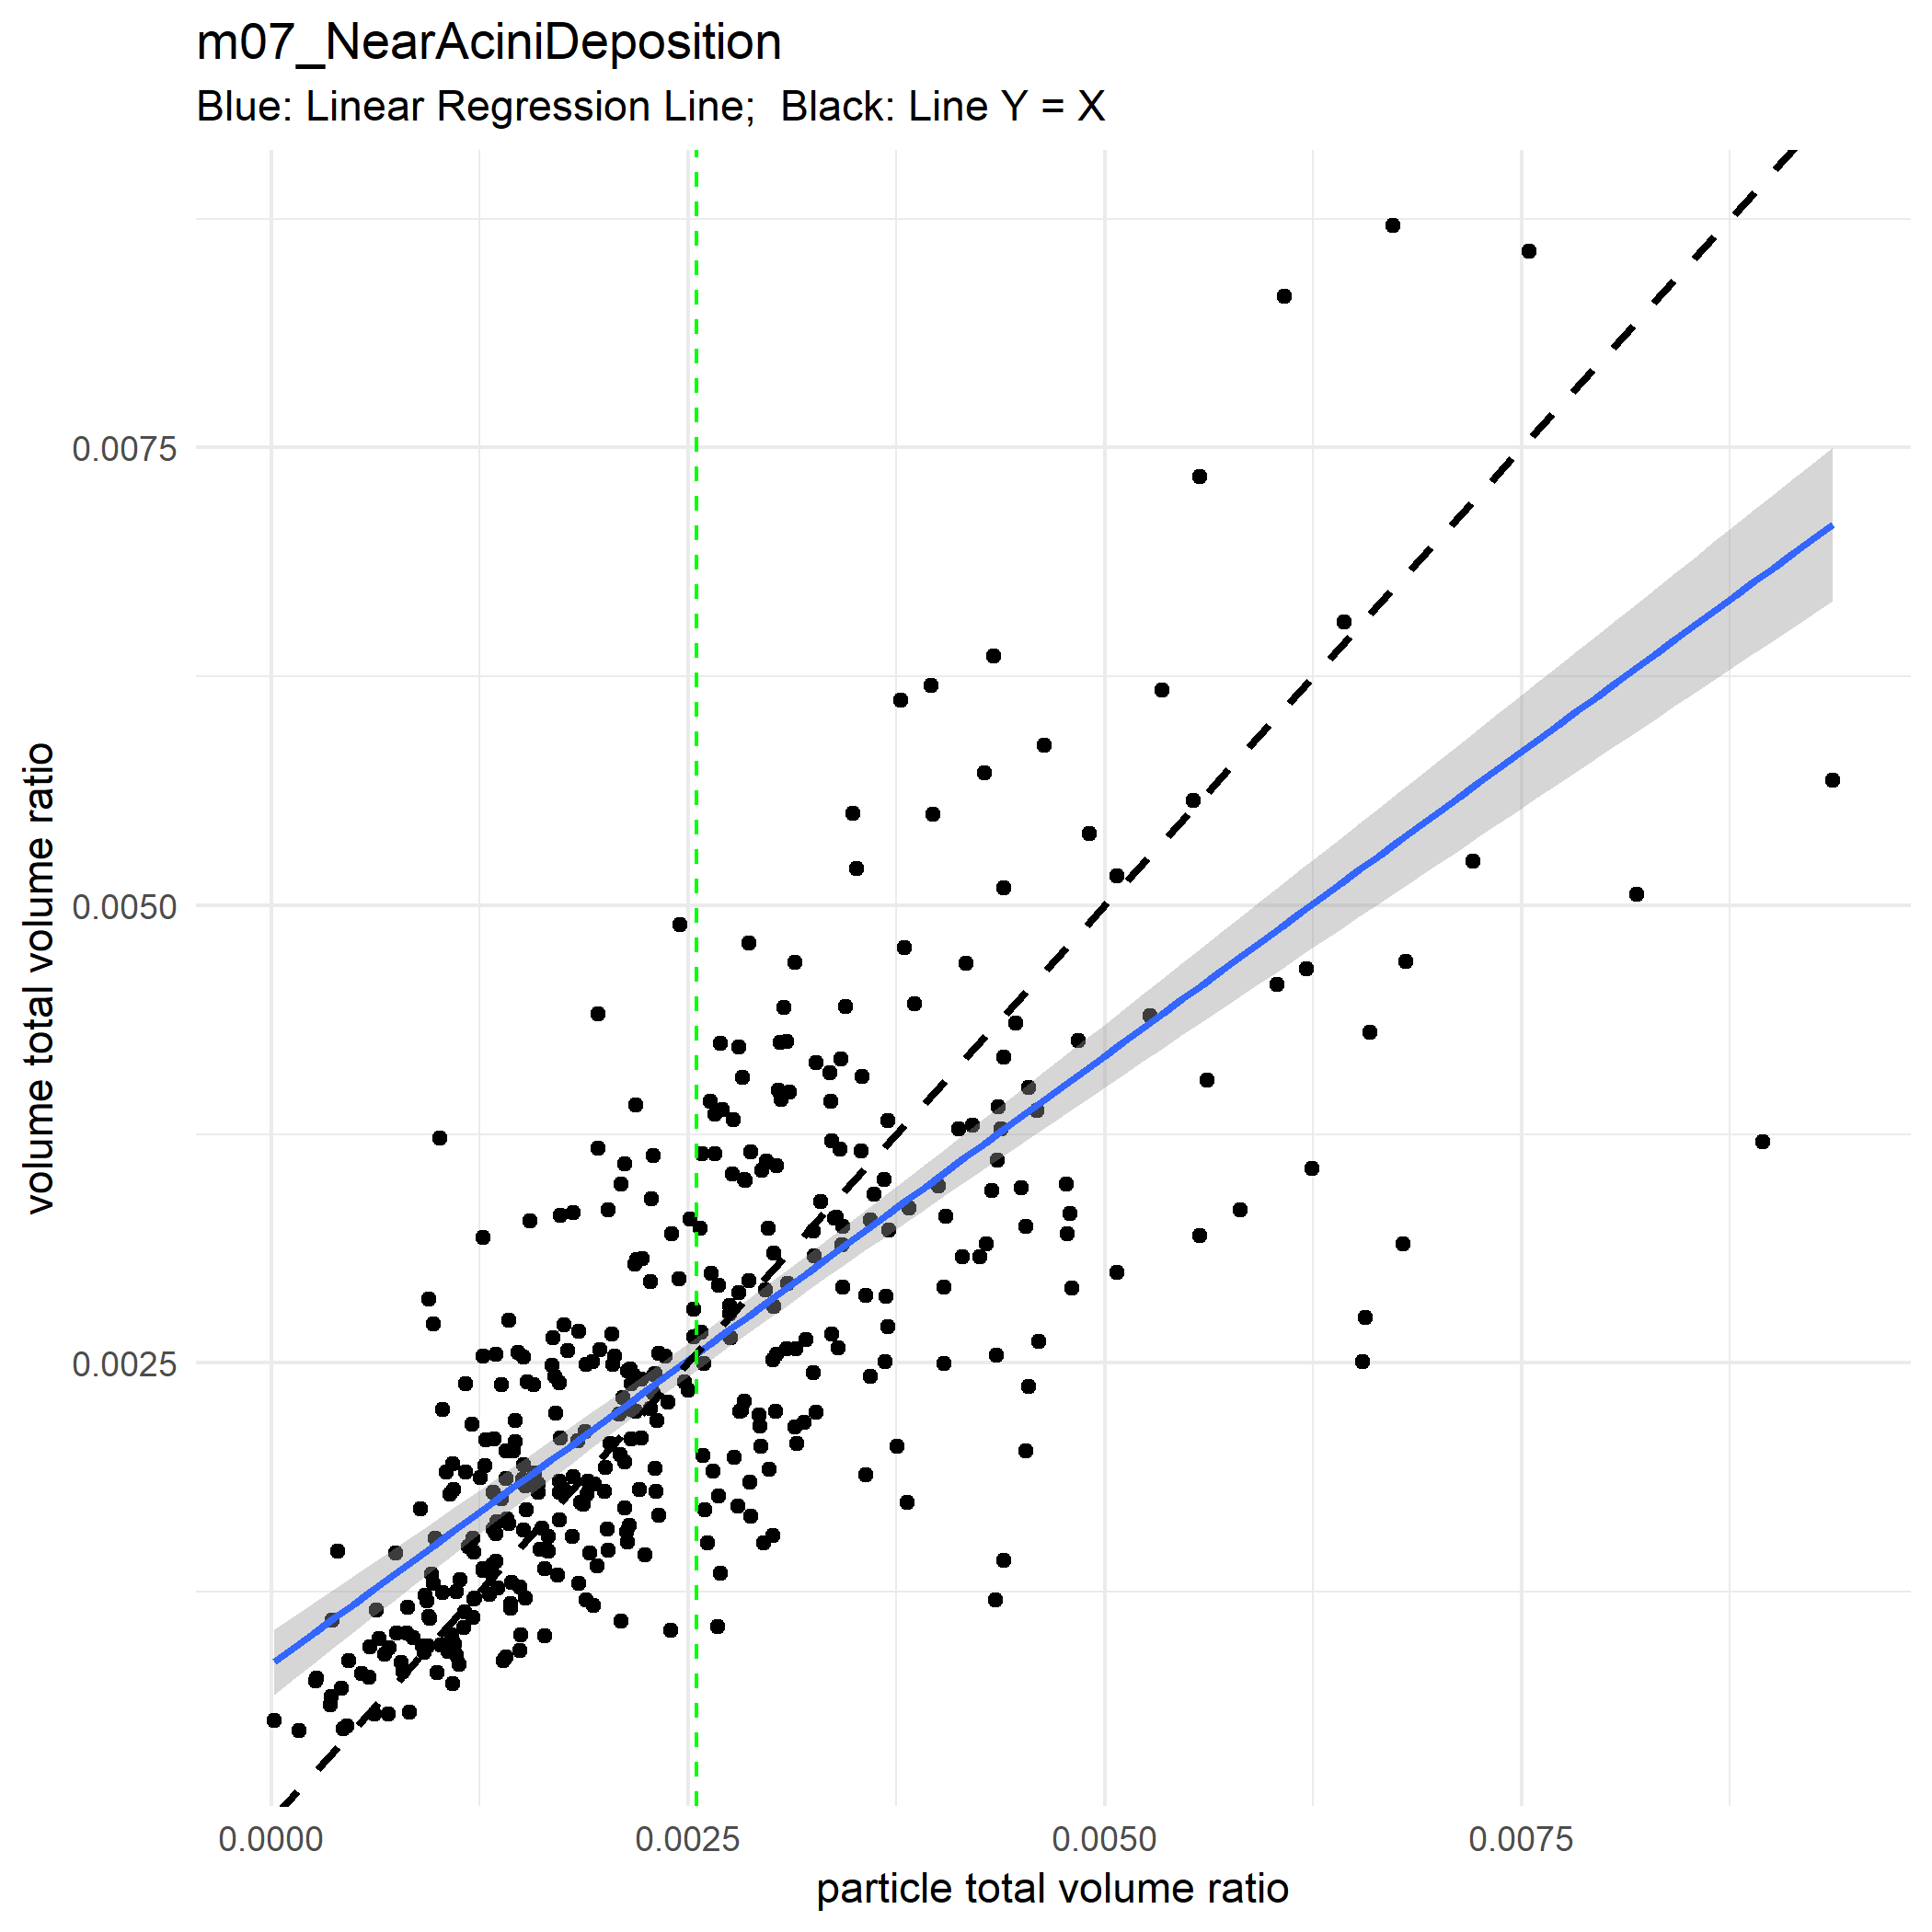 m07_NearAciniDeposition
Blue: Linear Regression Line;  Black: Line Y = X
volume total volume ratio
0.0075
0.0050
0.0025
0.0000
0.0025
0.0050
0.0075
particle total volume ratio